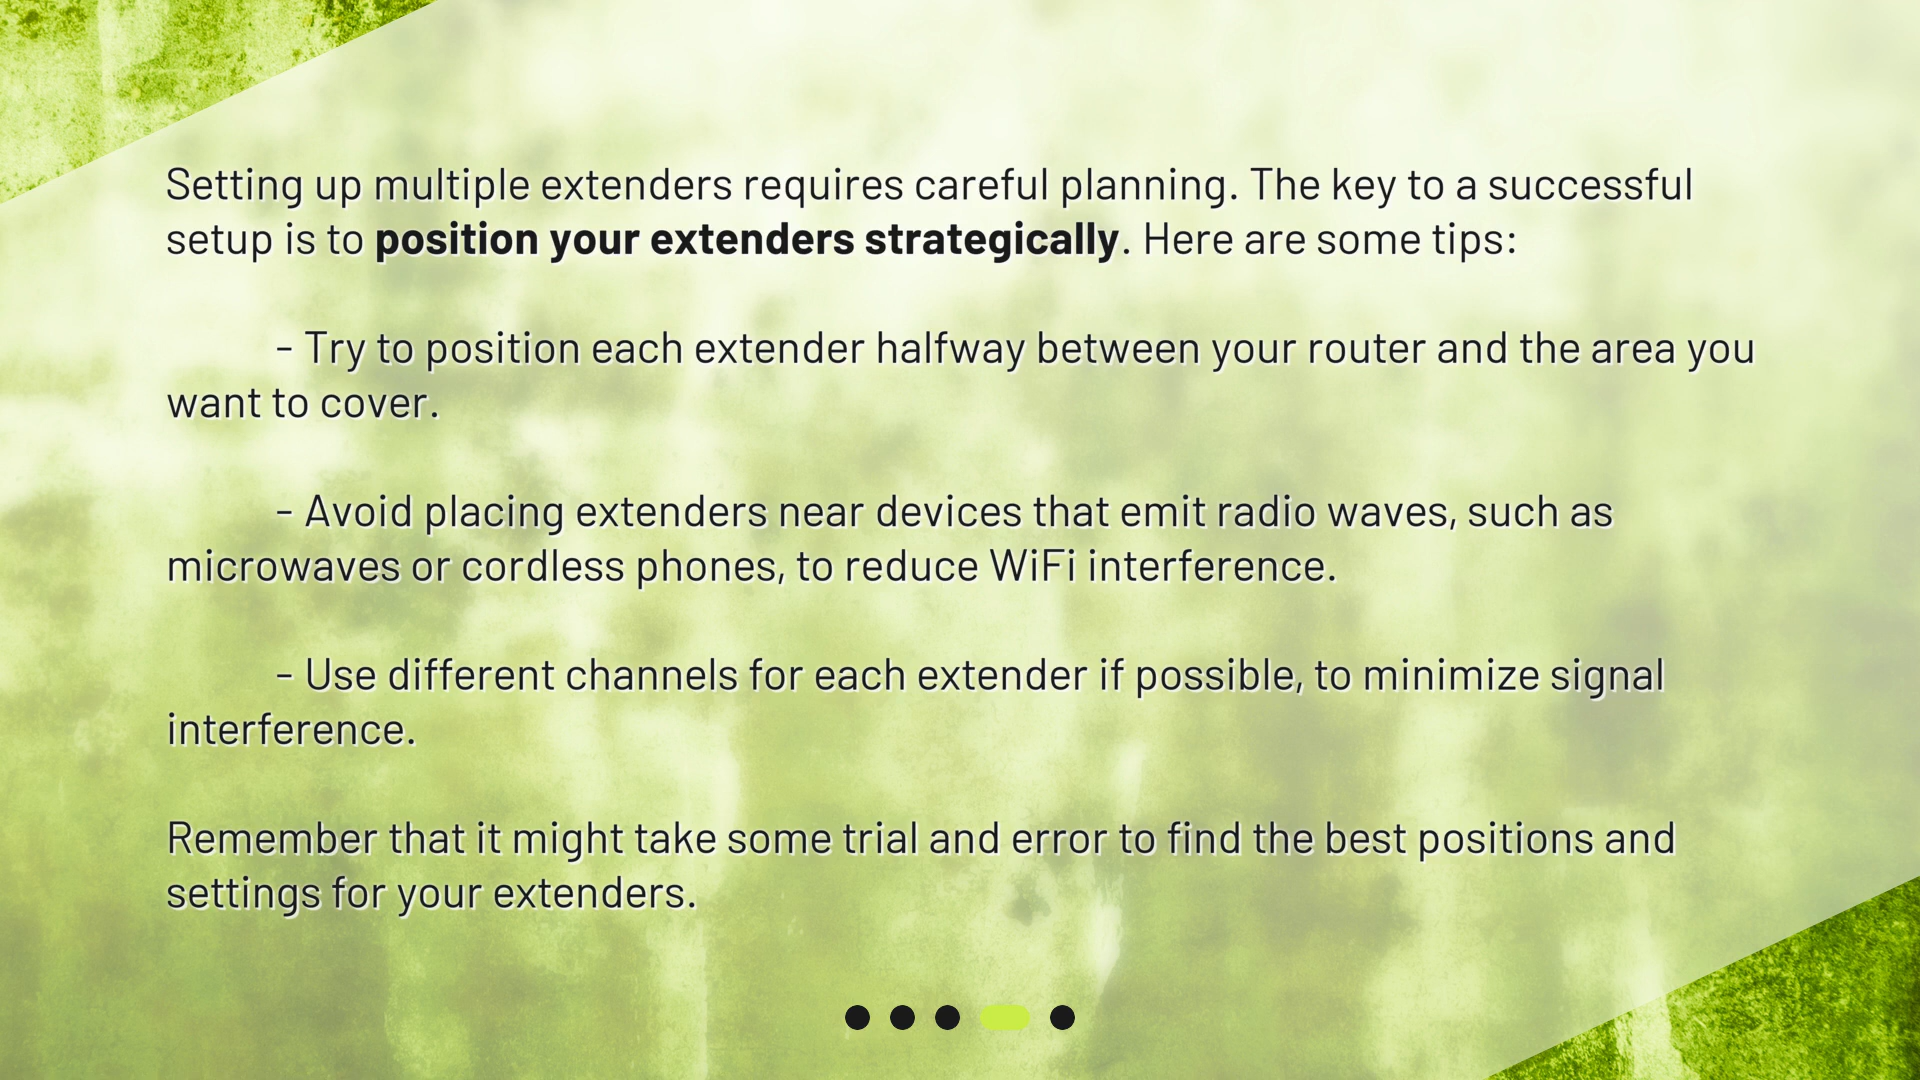 Setting up multiple extenders requires careful planning. The key to a successful
setup is to position your extenders strategically. Here are some tips:
- Try to position each extender halfway between your router and the area you
want to cover.
- Avoid placing extenders near devices that emit radio waves, such as
microwaves or cordless phones, to reduce WiFi interference.
- Use different channels for each extender if possible, to minimize signal
interference.
Remember that it might take some trial and error to find the best positions and
settings for your extenders.